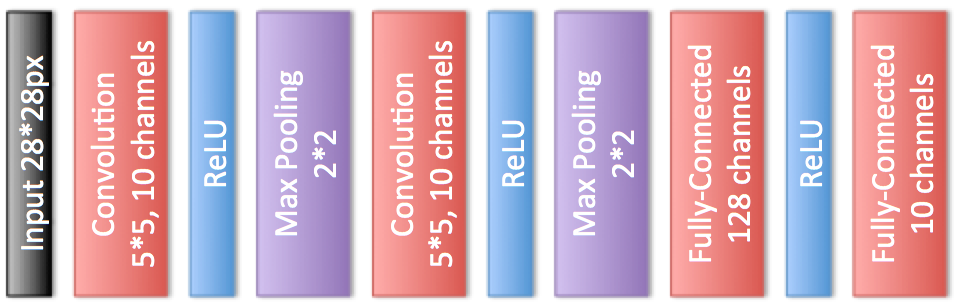 Input 28*28px
Convolution
5*5, 10 channels
ReLU
Max Pooling
2*2
Convolution
5*5, 10 channels
ReLU
Max Pooling
2*2
Fully-Connected
128 channels
ReLU
Fully-Connected
10 channels